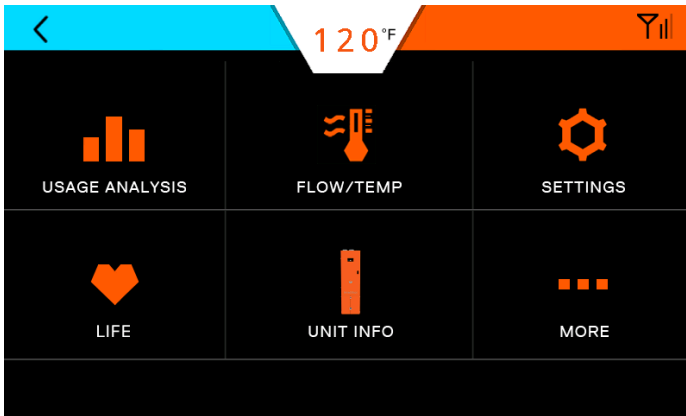 120°F
USAGE ANALYSIS
FLOW/TEMP
SETTINGS
LIFE
UNIT INFO
MORE